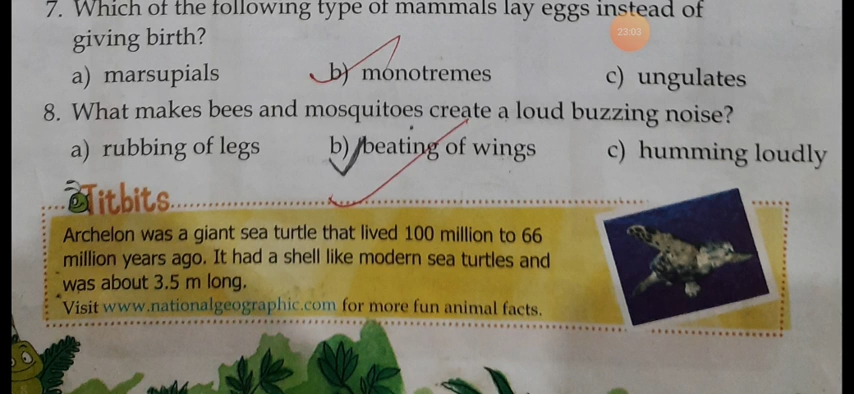 7. Which of the following type of mammals lay eggs instead of
giving birth?
23:03
a) marsupials b) monotremes c) ungulates
8. What makes bees and mosquitoes create a loud buzzing noise?
a) rubbing of legs b) beating of wings c) humming loudly
Titbits
Archelon was a giant sea turtle that lived 100 million to 66
million years ago. It had a shell like modern sea turtles and
was about 3.5 m long.
Visit www.nationalgeographic.com for more fun animal facts.